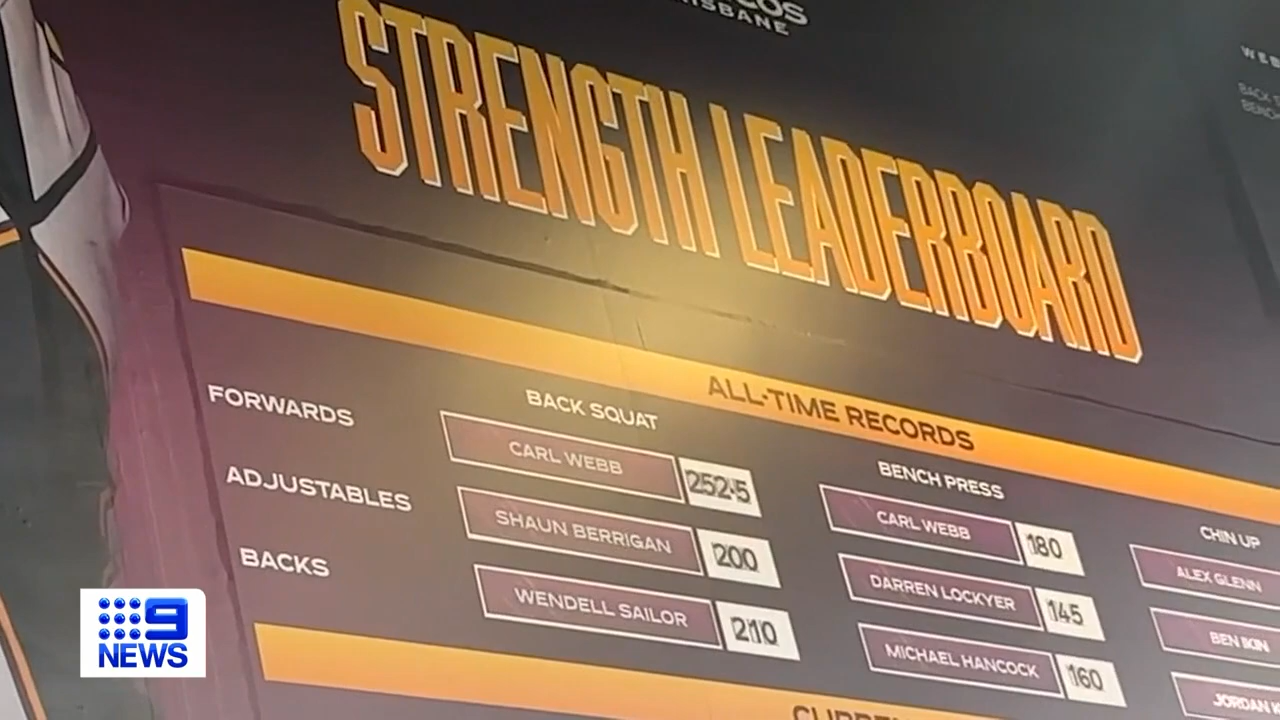 BRISBANE
STRENGTH LEADERBOARD
ALL-TIME RECORDS
BACK SQUAT
BENCH PRESS
CHIN UP
FORWARDS
CARL WEBB 252.5
CARL WEBB 180
ALEX GLENN
ADJUSTABLES
SHAUN BERRIGAN 200
DARREN LOCKYER 145
BEN IKIN
BACKS
WENDELL SAILOR 210
MICHAEL HANCOCK 160
JORDAN
9
NEWS